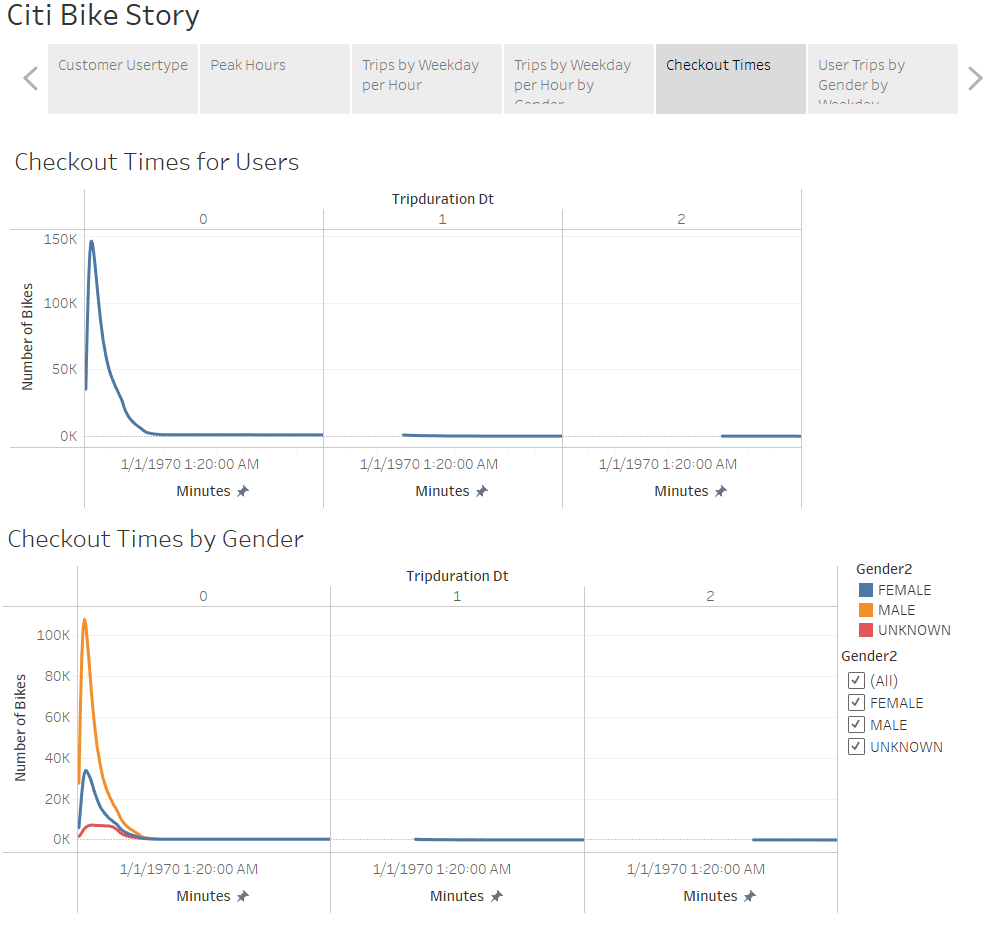 Citi Bike Story
Customer Usertype
Peak Hours
Trips by Weekday
per Hour
Trips by Weekday
per Hour by
Gender
Checkout Times
User Trips by
Gender by
Weekday
Checkout Times for Users
Tripduration Dt
0
1
2
150K
100K
50K
0K
Number of Bikes
1/1/1970 1:20:00 AM
1/1/1970 1:20:00 AM
1/1/1970 1:20:00 AM
Minutes
Minutes
Minutes
Checkout Times by Gender
Tripduration Dt
0
1
2
100K
80K
60K
40K
20K
0K
Number of Bikes
1/1/1970 1:20:00 AM
1/1/1970 1:20:00 AM
1/1/1970 1:20:00 AM
Minutes
Minutes
Minutes
Gender2
FEMALE
MALE
UNKNOWN
Gender2
(All)
FEMALE
MALE
UNKNOWN